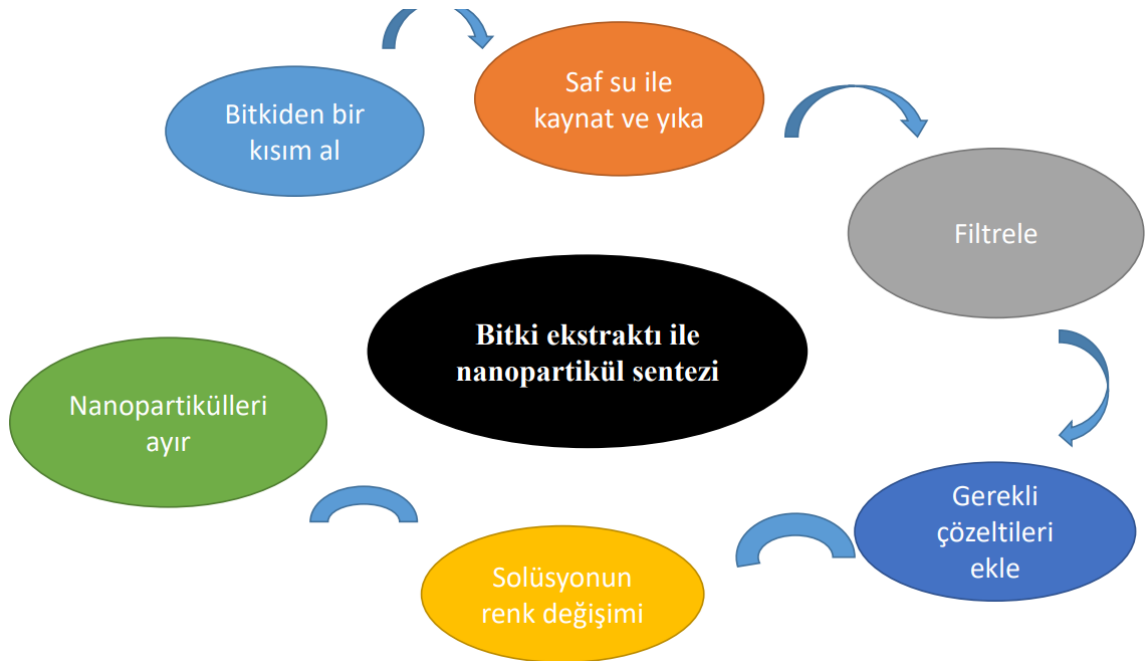 Bitkiden bir
kısım al
Saf su ile
kaynat ve yıka
Filtrele
Gerekli
çözeltileri
ekle
Solüsyonun
renk değişimi
Nanopartikülleri
ayır
Bitki ekstraktı ile
nanopartikül sentezi